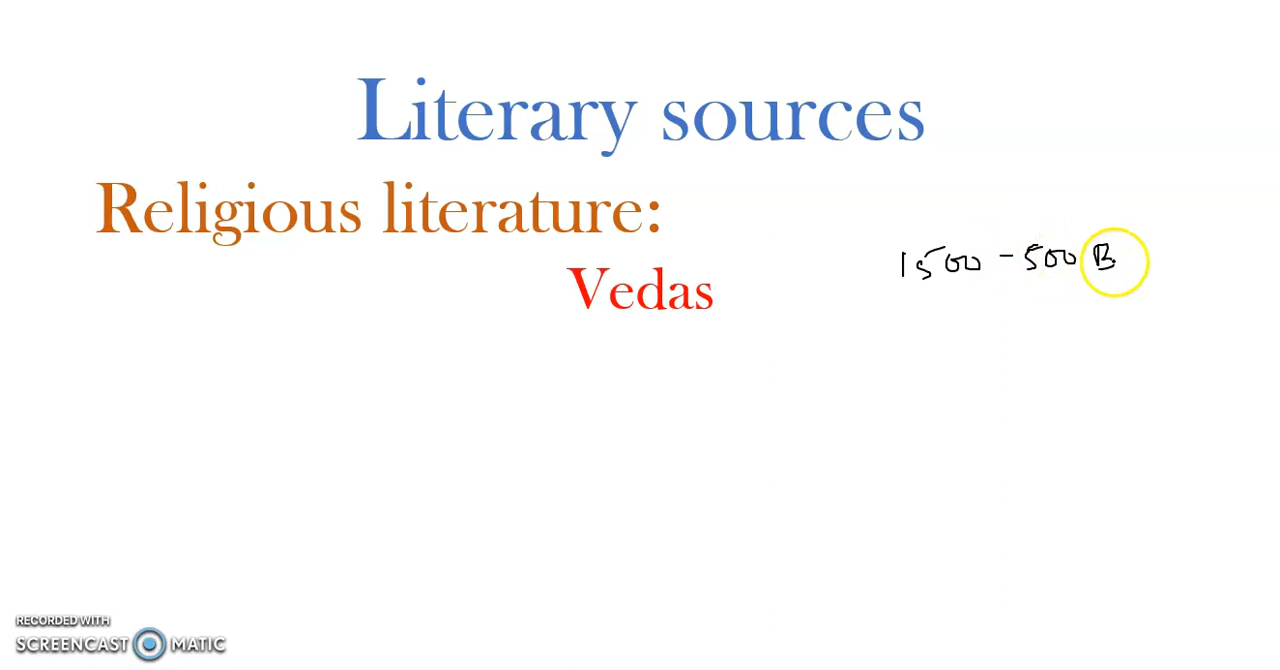 Literary sources
Religious literature:
1500 - 500 B
Vedas
RECORDED WITH
SCREENCAST MATIC